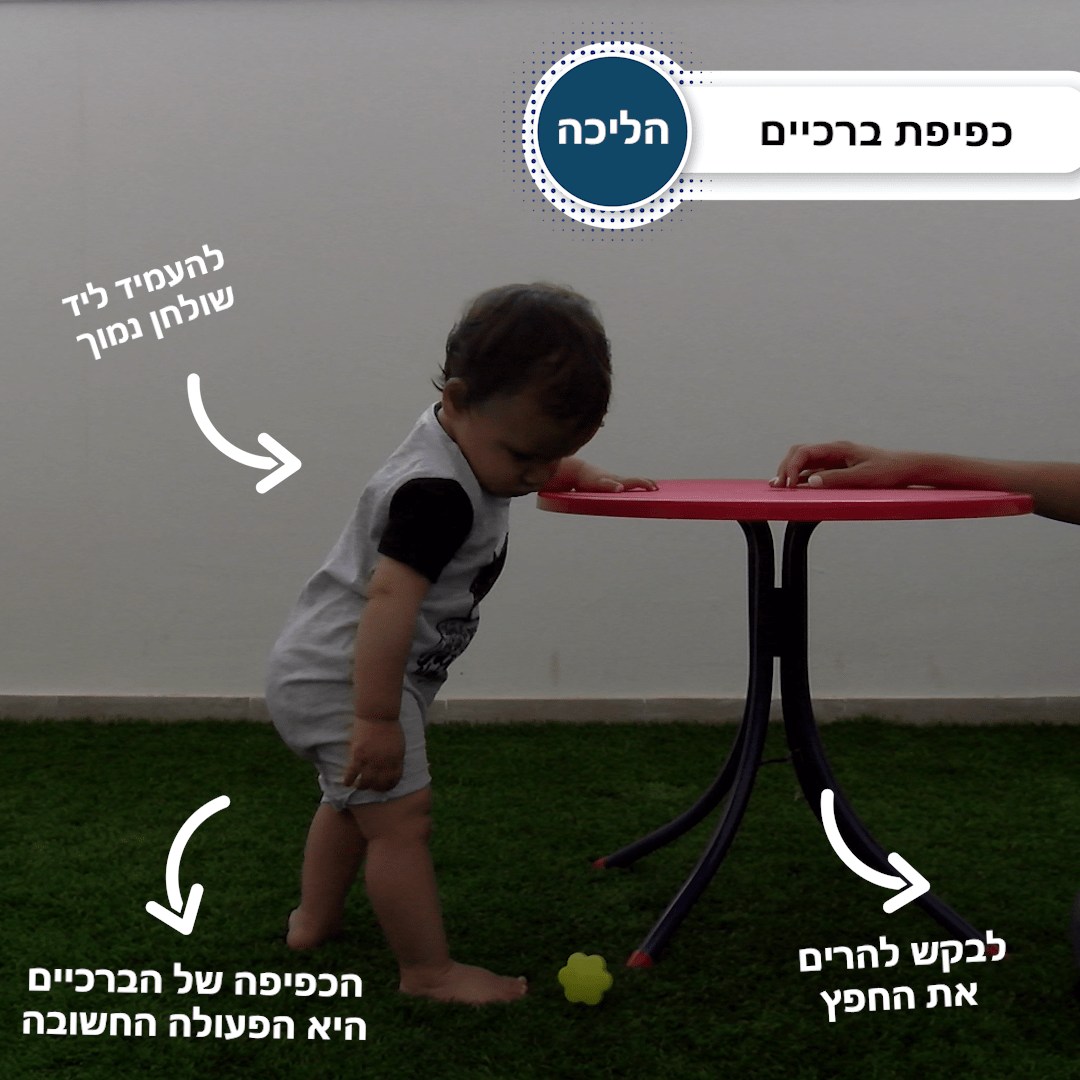 הליכה
כפיפת ברכיים
להעמיד ליד
שולחן נמוך
לבקש להרים
את החפץ
הכפיפה של הברכיים
היא הפעולה החשובה